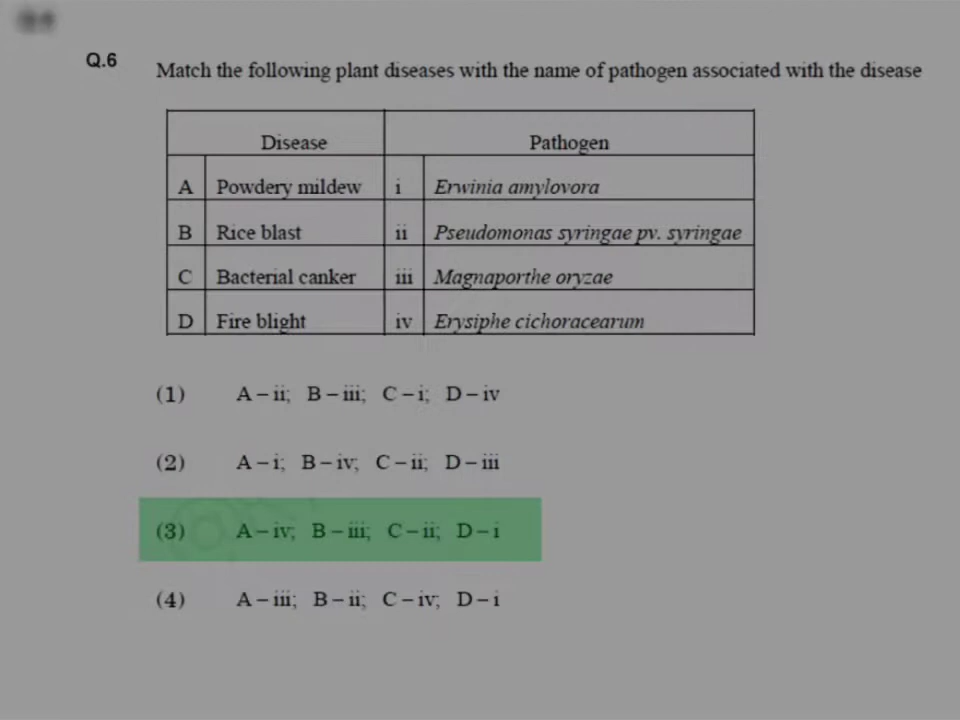 Q.6
Match the following plant diseases with the name of pathogen associated with the disease
Disease Pathogen
A Powdery mildew i Erwinia amylovora
B Rice blast ii Pseudomonas syringae pv. syringae
C Bacterial canker iii Magnaporthe oryzae
D Fire blight iv Erysiphe cichoracearum
(1) A – ii; B – iii; C – i; D – iv
(2) A – i; B – iv; C – ii; D – iii
(3) A – iv; B – iii; C – ii; D – i
(4) A – iii; B – ii; C – iv; D – i